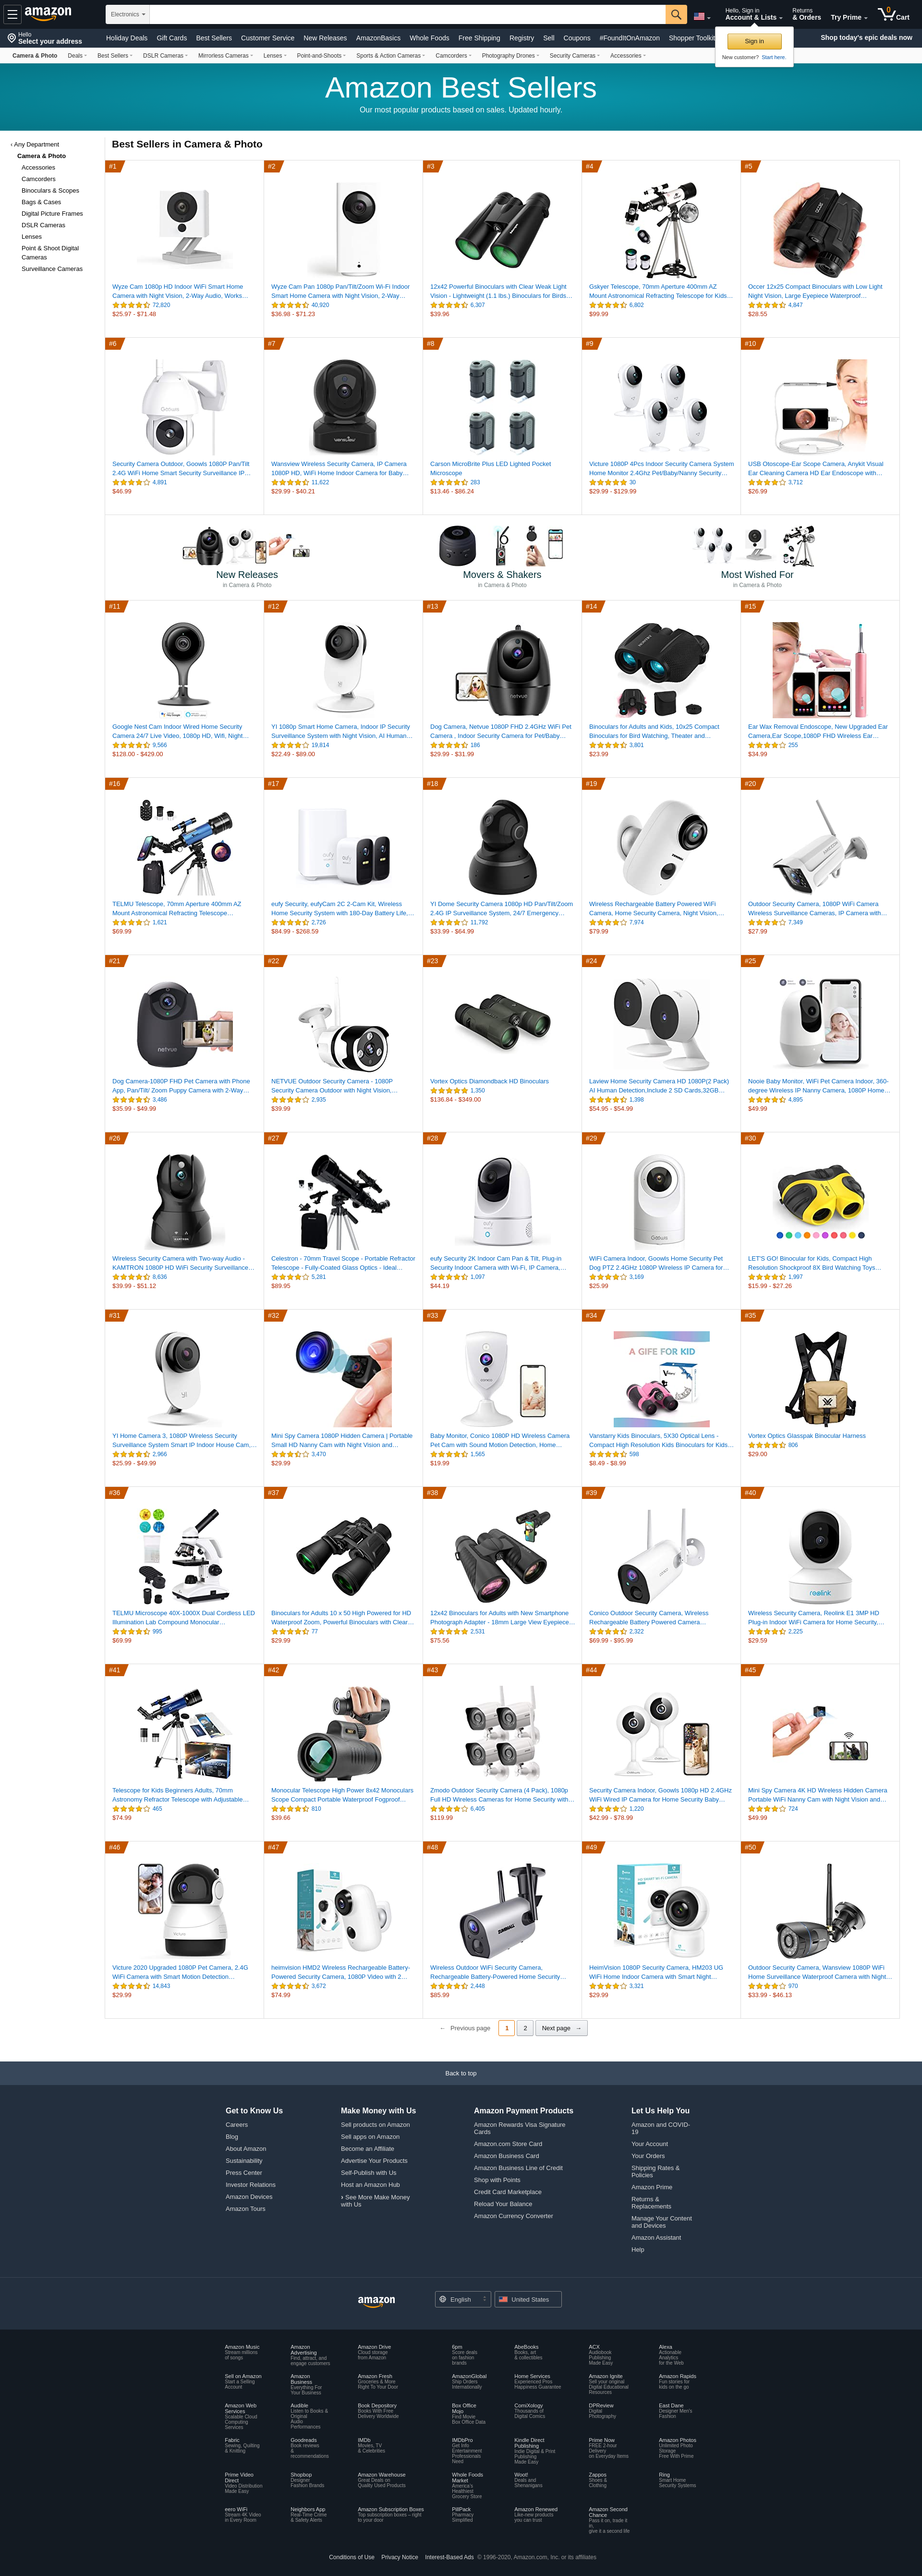 Hello
Select your address
amazon
Electronics
Hello, Sign in
Account & Lists
Returns
& Orders
Try Prime
0
Cart
Holiday Deals
Gift Cards
Best Sellers
Customer Service
New Releases
AmazonBasics
Whole Foods
Free Shipping
Registry
Sell
Coupons
#FoundItOnAmazon
Shopper Toolkit
Shop today's epic deals now
Sign in
New customer? Start here.
Camera & Photo
Deals
Best Sellers
DSLR Cameras
Mirrorless Cameras
Lenses
Point-and-Shoots
Sports & Action Cameras
Camcorders
Photography Drones
Security Cameras
Accessories
Amazon Best Sellers
Our most popular products based on sales. Updated hourly.
‹ Any Department
Camera & Photo
Accessories
Camcorders
Binoculars & Scopes
Bags & Cases
Digital Picture Frames
DSLR Cameras
Lenses
Point & Shoot Digital
Cameras
Surveillance Cameras
Best Sellers in Camera & Photo
#1
Wyze Cam 1080p HD Indoor WiFi Smart Home
Camera with Night Vision, 2-Way Audio, Works…
72,820
$25.97 - $71.48
#2
Wyze Cam Pan 1080p Pan/Tilt/Zoom Wi-Fi Indoor
Smart Home Camera with Night Vision, 2-Way…
40,920
$36.98 - $71.23
#3
12x42 Powerful Binoculars with Clear Weak Light
Vision - Lightweight (1.1 lbs.) Binoculars for Birds…
6,307
$39.96
#4
Gskyer Telescope, 70mm Aperture 400mm AZ
Mount Astronomical Refracting Telescope for Kids…
6,802
$99.99
#5
Occer 12x25 Compact Binoculars with Low Light
Night Vision, Large Eyepiece Waterproof…
4,847
$28.55
#6
Security Camera Outdoor, Goowls 1080P Pan/Tilt
2.4G WiFi Home Smart Security Surveillance IP…
4,891
$46.99
#7
Wansview Wireless Security Camera, IP Camera
1080P HD, WiFi Home Indoor Camera for Baby…
11,622
$29.99 - $40.21
#8
Carson MicroBrite Plus LED Lighted Pocket
Microscope
283
$13.46 - $86.24
#9
Victure 1080P 4Pcs Indoor Security Camera System
Home Monitor 2.4Ghz Pet/Baby/Nanny Security…
30
$29.99 - $129.99
#10
USB Otoscope-Ear Scope Camera, Anykit Visual
Ear Cleaning Camera HD Ear Endoscope with…
3,712
$26.99
New Releases
in Camera & Photo
Movers & Shakers
in Camera & Photo
Most Wished For
in Camera & Photo
#11
Google Nest Cam Indoor Wired Home Security
Camera 24/7 Live Video, 1080p HD, Wifi, Night…
9,566
$128.00 - $429.00
#12
YI 1080p Smart Home Camera, Indoor IP Security
Surveillance System with Night Vision, AI Human…
19,814
$22.49 - $89.00
#13
netvue
Dog Camera, Netvue 1080P FHD 2.4GHz WiFi Pet
Camera , Indoor Security Camera for Pet/Baby…
186
$29.99 - $31.99
#14
Binoculars for Adults and Kids, 10x25 Compact
Binoculars for Bird Watching, Theater and…
3,801
$23.99
#15
Ear Wax Removal Endoscope, New Upgraded Ear
Camera,Ear Scope,1080P FHD Wireless Ear…
255
$34.99
#16
TELMU Telescope, 70mm Aperture 400mm AZ
Mount Astronomical Refracting Telescope…
1,621
$69.99
#17
eufy Security, eufyCam 2C 2-Cam Kit, Wireless
Home Security System with 180-Day Battery Life,…
2,726
$84.99 - $268.59
#18
YI Dome Security Camera 1080p HD Pan/Tilt/Zoom
2.4G IP Surveillance System, 24/7 Emergency…
11,792
$33.99 - $64.99
#19
Wireless Rechargeable Battery Powered WiFi
Camera, Home Security Camera, Night Vision,…
7,974
$79.99
#20
Outdoor Security Camera, 1080P WiFi Camera
Wireless Surveillance Cameras, IP Camera with…
7,349
$27.99
#21
netvue
Dog Camera-1080P FHD Pet Camera with Phone
App, Pan/Tilt/ Zoom Puppy Camera with 2-Way…
3,486
$35.99 - $49.99
#22
NETVUE Outdoor Security Camera - 1080P
Security Camera Outdoor with Night Vision,…
2,935
$39.99
#23
Vortex Optics Diamondback HD Binoculars
1,350
$136.84 - $349.00
#24
Laview Home Security Camera HD 1080P(2 Pack)
AI Human Detection,Include 2 SD Cards,32GB…
1,398
$54.95 - $54.99
#25
Nooie Baby Monitor, WiFi Pet Camera Indoor, 360-
degree Wireless IP Nanny Camera, 1080P Home…
4,895
$49.99
#26
Wireless Security Camera with Two-way Audio -
KAMTRON 1080P HD WiFi Security Surveillance…
8,636
$39.99 - $51.12
#27
Celestron - 70mm Travel Scope - Portable Refractor
Telescope - Fully-Coated Glass Optics - Ideal…
5,281
$89.95
#28
eufy Security 2K Indoor Cam Pan & Tilt, Plug-in
Security Indoor Camera with Wi-Fi, IP Camera,…
1,097
$44.19
#29
WiFi Camera Indoor, Goowls Home Security Pet
Dog PTZ 2.4GHz 1080P Wireless IP Camera for…
3,169
$25.99
#30
LET'S GO! Binocular for Kids, Compact High
Resolution Shockproof 8X Bird Watching Toys…
1,997
$15.99 - $27.26
#31
YI Home Camera 3, 1080P Wireless Security
Surveillance System Smart IP Indoor House Cam,…
2,966
$25.99 - $49.99
#32
Mini Spy Camera 1080P Hidden Camera | Portable
Small HD Nanny Cam with Night Vision and…
3,470
$29.99
#33
Baby Monitor, Conico 1080P HD Wireless Camera
Pet Cam with Sound Motion Detection, Home…
1,565
$19.99
#34
A GIFE FOR KID
Vanstarry Kids Binoculars, 5X30 Optical Lens -
Compact High Resolution Kids Binoculars for Kids…
598
$8.49 - $8.99
#35
Vortex Optics Glasspak Binocular Harness
806
$29.00
#36
TELMU Microscope 40X-1000X Dual Cordless LED
Illumination Lab Compound Monocular…
995
$69.99
#37
Binoculars for Adults 10 x 50 High Powered for HD
Waterproof Zoom, Powerful Binoculars with Clear…
77
$29.99
#38
12x42 Binoculars for Adults with New Smartphone
Photograph Adapter - 18mm Large View Eyepiece…
2,531
$75.56
#39
Conico Outdoor Security Camera, Wireless
Rechargeable Battery Powered Camera…
2,322
$69.99 - $95.99
#40
reolink
Wireless Security Camera, Reolink E1 3MP HD
Plug-in Indoor WiFi Camera for Home Security,…
2,225
$29.59
#41
Telescope for Kids Beginners Adults, 70mm
Astronomy Refractor Telescope with Adjustable…
465
$74.99
#42
Monocular Telescope High Power 8x42 Monoculars
Scope Compact Portable Waterproof Fogproof…
810
$39.66
#43
Zmodo Outdoor Security Camera (4 Pack), 1080p
Full HD Wireless Cameras for Home Security with…
6,405
$119.99
#44
Security Camera Indoor, Goowls 1080p HD 2.4GHz
WiFi Wired IP Camera for Home Security Baby…
1,220
$42.99 - $78.99
#45
Mini Spy Camera 4K HD Wireless Hidden Camera
Portable WiFi Nanny Cam with Night Vision and…
724
$49.99
#46
Victure 2020 Upgraded 1080P Pet Camera, 2.4G
WiFi Camera with Smart Motion Detection…
14,843
$29.99
#47
heimvision HMD2 Wireless Rechargeable Battery-
Powered Security Camera, 1080P Video with 2…
3,672
$74.99
#48
Wireless Outdoor WiFi Security Camera,
Rechargeable Battery-Powered Home Security…
2,448
$85.99
#49
HeimVision 1080P Security Camera, HM203 UG
WiFi Home Indoor Camera with Smart Night…
3,321
$29.99
#50
Outdoor Security Camera, Wansview 1080P WiFi
Home Surveillance Waterproof Camera with Night…
970
$33.99 - $46.13
← Previous page
1
2
Next page →
Back to top
Get to Know Us
Careers
Blog
About Amazon
Sustainability
Press Center
Investor Relations
Amazon Devices
Amazon Tours
Make Money with Us
Sell products on Amazon
Sell apps on Amazon
Become an Affiliate
Advertise Your Products
Self-Publish with Us
Host an Amazon Hub
› See More Make Money
with Us
Amazon Payment Products
Amazon Rewards Visa Signature
Cards
Amazon.com Store Card
Amazon Business Card
Amazon Business Line of Credit
Shop with Points
Credit Card Marketplace
Reload Your Balance
Amazon Currency Converter
Let Us Help You
Amazon and COVID-
19
Your Account
Your Orders
Shipping Rates &
Policies
Amazon Prime
Returns &
Replacements
Manage Your Content
and Devices
Amazon Assistant
Help
amazon
English
United States
Amazon Music
Stream millions
of songs
Amazon
Advertising
Find, attract, and
engage customers
Amazon Drive
Cloud storage
from Amazon
6pm
Score deals
on fashion
brands
AbeBooks
Books, art
& collectibles
ACX
Audiobook
Publishing
Made Easy
Alexa
Actionable
Analytics
for the Web
Sell on Amazon
Start a Selling
Account
Amazon
Business
Everything For
Your Business
Amazon Fresh
Groceries & More
Right To Your Door
AmazonGlobal
Ship Orders
Internationally
Home Services
Experienced Pros
Happiness Guarantee
Amazon Ignite
Sell your original
Digital Educational
Resources
Amazon Rapids
Fun stories for
kids on the go
Amazon Web
Services
Scalable Cloud
Computing
Services
Audible
Listen to Books &
Original
Audio
Performances
Book Depository
Books With Free
Delivery Worldwide
Box Office
Mojo
Find Movie
Box Office Data
ComiXology
Thousands of
Digital Comics
DPReview
Digital
Photography
East Dane
Designer Men's
Fashion
Fabric
Sewing, Quilting
& Knitting
Goodreads
Book reviews
&
recommendations
IMDb
Movies, TV
& Celebrities
IMDbPro
Get Info
Entertainment
Professionals
Need
Kindle Direct
Publishing
Indie Digital & Print
Publishing
Made Easy
Prime Now
FREE 2-hour
Delivery
on Everyday Items
Amazon Photos
Unlimited Photo
Storage
Free With Prime
Prime Video
Direct
Video Distribution
Made Easy
Shopbop
Designer
Fashion Brands
Amazon Warehouse
Great Deals on
Quality Used Products
Whole Foods
Market
America's
Healthiest
Grocery Store
Woot!
Deals and
Shenanigans
Zappos
Shoes &
Clothing
Ring
Smart Home
Security Systems
eero WiFi
Stream 4K Video
in Every Room
Neighbors App
Real-Time Crime
& Safety Alerts
Amazon Subscription Boxes
Top subscription boxes – right
to your door
PillPack
Pharmacy
Simplified
Amazon Renewed
Like-new products
you can trust
Amazon Second
Chance
Pass it on, trade it
in,
give it a second life
Conditions of Use
Privacy Notice
Interest-Based Ads
© 1996-2020, Amazon.com, Inc. or its affiliates